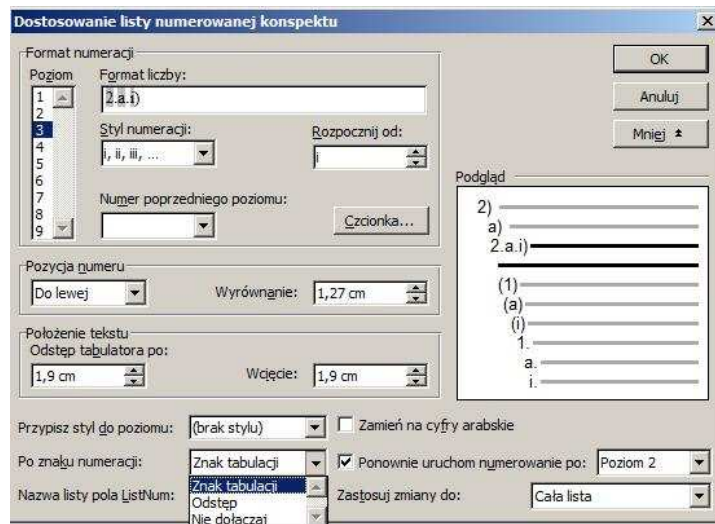 Dostosowanie listy numerowanej konspektu
Format numeracji
Poziom
Format liczby:
1
2
3
4
5
6
7
8
9
2.a.i)
Styl numeracji:
i, ii, iii, ...
Rozpocznij od:
i
Numer poprzedniego poziomu:
Czcionka...
OK
Anuluj
Mniej
Podgląd
2)
a)
2.a.i)
(1)
(a)
(i)
1.
a.
i.
Pozycja numeru
Do lewej
Wyrównanie:
1,27 cm
Położenie tekstu
Odstęp tabulatora po:
1,9 cm
Wcięcie:
1,9 cm
Przypisz styl do poziomu:
(brak stylu)
Zamień na cyfry arabskie
Po znaku numeracji:
Znak tabulacji
Ponownie uruchom numerowanie po:
Poziom 2
Znak tabulacji
Odstęp
Nie dołączaj
Nazwa listy pola ListNum:
Zastosuj zmiany do:
Cała lista